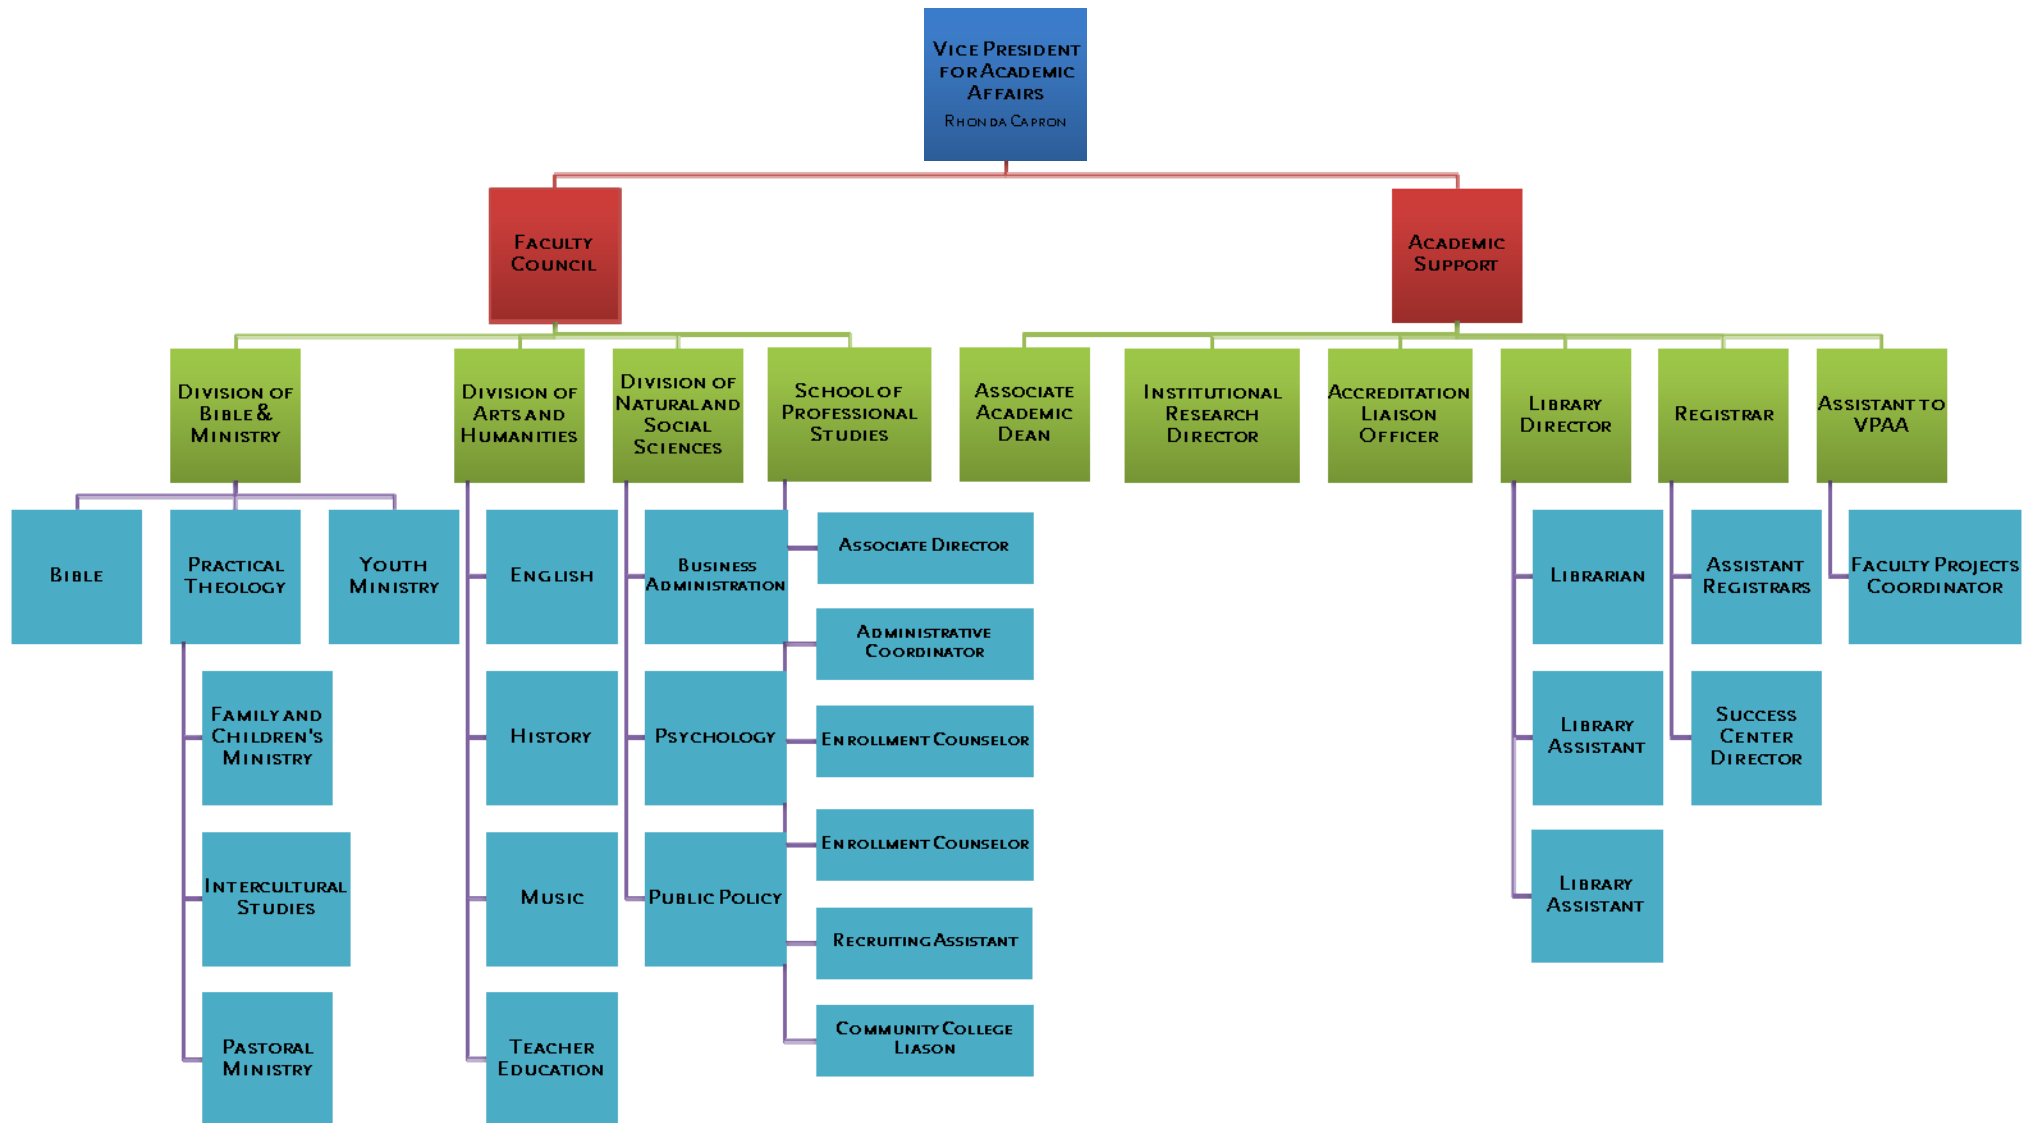 VICE PRESIDENT
FOR ACADEMIC
AFFAIRS
RHONDA CAPRON
FACULTY
COUNCIL
ACADEMIC
SUPPORT
DIVISION OF
BIBLE &
MINISTRY
DIVISION OF
ARTS AND
HUMANITIES
DIVISION OF
NATURAL AND
SOCIAL
SCIENCES
SCHOOL OF
PROFESSIONAL
STUDIES
ASSOCIATE
ACADEMIC
DEAN
INSTITUTIONAL
RESEARCH
DIRECTOR
ACCREDITATION
LIAISON
OFFICER
LIBRARY
DIRECTOR
REGISTRAR
ASSISTANT TO
VPAA
BIBLE
PRACTICAL
THEOLOGY
YOUTH
MINISTRY
FAMILY AND
CHILDREN'S
MINISTRY
INTERCULTURAL
STUDIES
PASTORAL
MINISTRY
ENGLISH
HISTORY
MUSIC
TEACHER
EDUCATION
BUSINESS
ADMINISTRATION
PSYCHOLOGY
PUBLIC POLICY
ASSOCIATE DIRECTOR
ADMINISTRATIVE
COORDINATOR
ENROLLMENT COUNSELOR
ENROLLMENT COUNSELOR
RECRUITING ASSISTANT
COMMUNITY COLLEGE
LIASON
LIBRARIAN
LIBRARY
ASSISTANT
LIBRARY
ASSISTANT
ASSISTANT
REGISTRARS
SUCCESS
CENTER
DIRECTOR
FACULTY PROJECTS
COORDINATOR